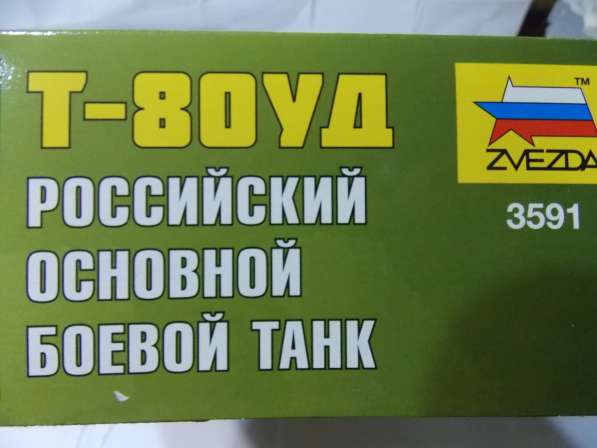 Т-80УД
РОССИЙСКИЙ
ОСНОВНОЙ
БОЕВОЙ ТАНК
™
ZVEZDA
3591